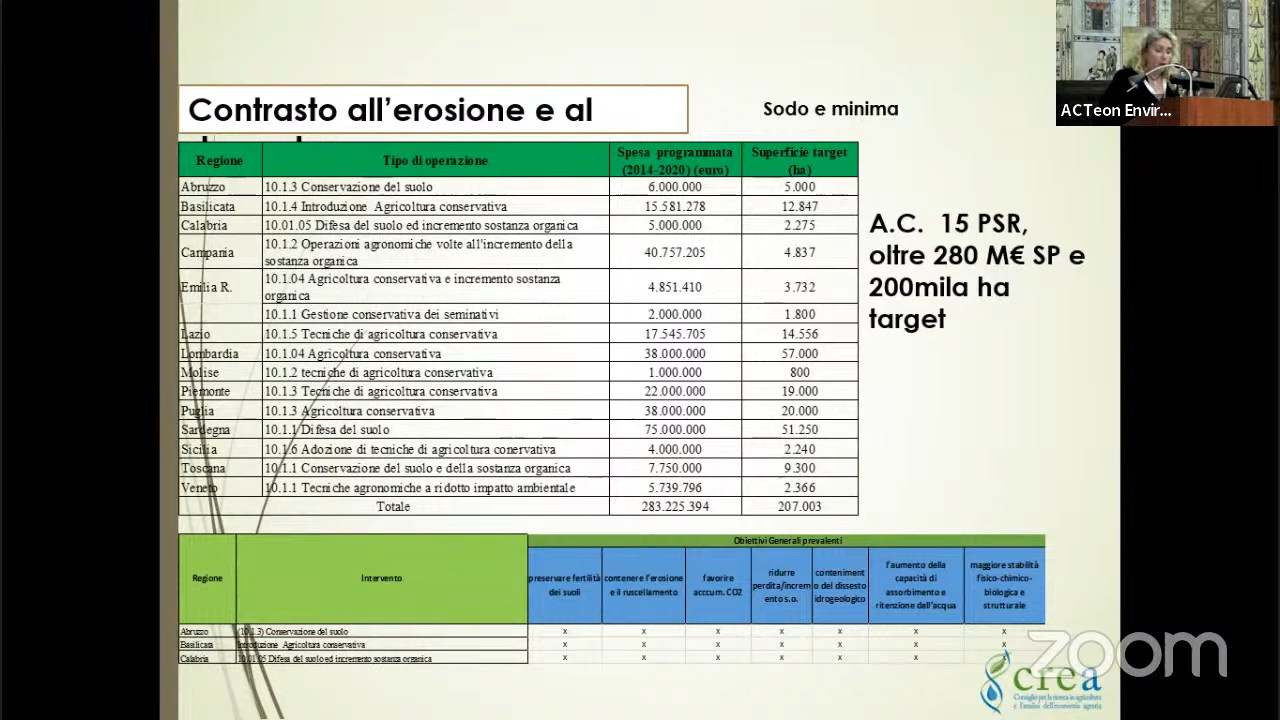 Contrasto all'erosione e al
Sodo e minima
ACTeon Envir...
Regione Tipo di operazione Spesa programmata (2014-2020) (euro) Superficie target (ha)
Abruzzo 10.1.3 Conservazione del suolo 6.000.000 5.000
Basilicata 10.1.4 Introduzione Agricoltura conservativa 15.581.278 12.847
Calabria 10.01.05 Difesa del suolo ed incremento sostanza organica 5.000.000 2.275
Campania 10.1.2 Operazioni agronomiche volte all'incremento della sostanza organica 40.757.205 4.837
Emilia R. 10.1.04 Agricoltura conservativa e incremento sostanza organica 4.851.410 3.732
10.1.1 Gestione conservativa dei seminativi 2.000.000 1.800
Lazio 10.1.5 Tecniche di agricoltura conservativa 17.545.705 14.556
Lombardia 10.1.04 Agricoltura conservativa 38.000.000 57.000
Molise 10.1.2 tecniche di agricoltura conservativa 1.000.000 800
Piemonte 10.1.3 Tecniche di agricoltura conservativa 22.000.000 19.000
Puglia 10.1.3 Agricoltura conservativa 38.000.000 20.000
Sardegna 10.1.1 Difesa del suolo 75.000.000 51.250
Sicilia 10.1.6 Adozione di tecniche di agricoltura conervativa 4.000.000 2.240
Toscana 10.1.1 Conservazione del suolo e della sostanza organica 7.750.000 9.300
Veneto 10.1.1 Tecniche agronomiche a ridotto impatto ambientale 5.739.796 2.366
Totale 283.225.394 207.003
A.C. 15 PSR,
oltre 280 M€ SP e
200mila ha
target
Obiettivi Generali prevalenti
Regione Intervento preservare fertilità dei suoli contenere l'erosione e il ruscellamento favorire acccum. CO2 ridurre perdita/increm ento s.o. conteniment o del dissesto idrogeologico l'aumento della capacità di assorbimento e ritenzione dell'acqua maggiore stabilità fisico-chimico-biologica e strutturale
Abruzzo (10.1.3) Conservazione del suolo x x x x x x x
Basilicata Introduzione Agricoltura conservativa x x x x x x x
Calabria 10.01.05 Difesa del suolo ed incremento sostanza organica x x x x x x x
zoom
crea
Consiglio per la ricerca in agricoltura
e l'analisi dell'economia agraria